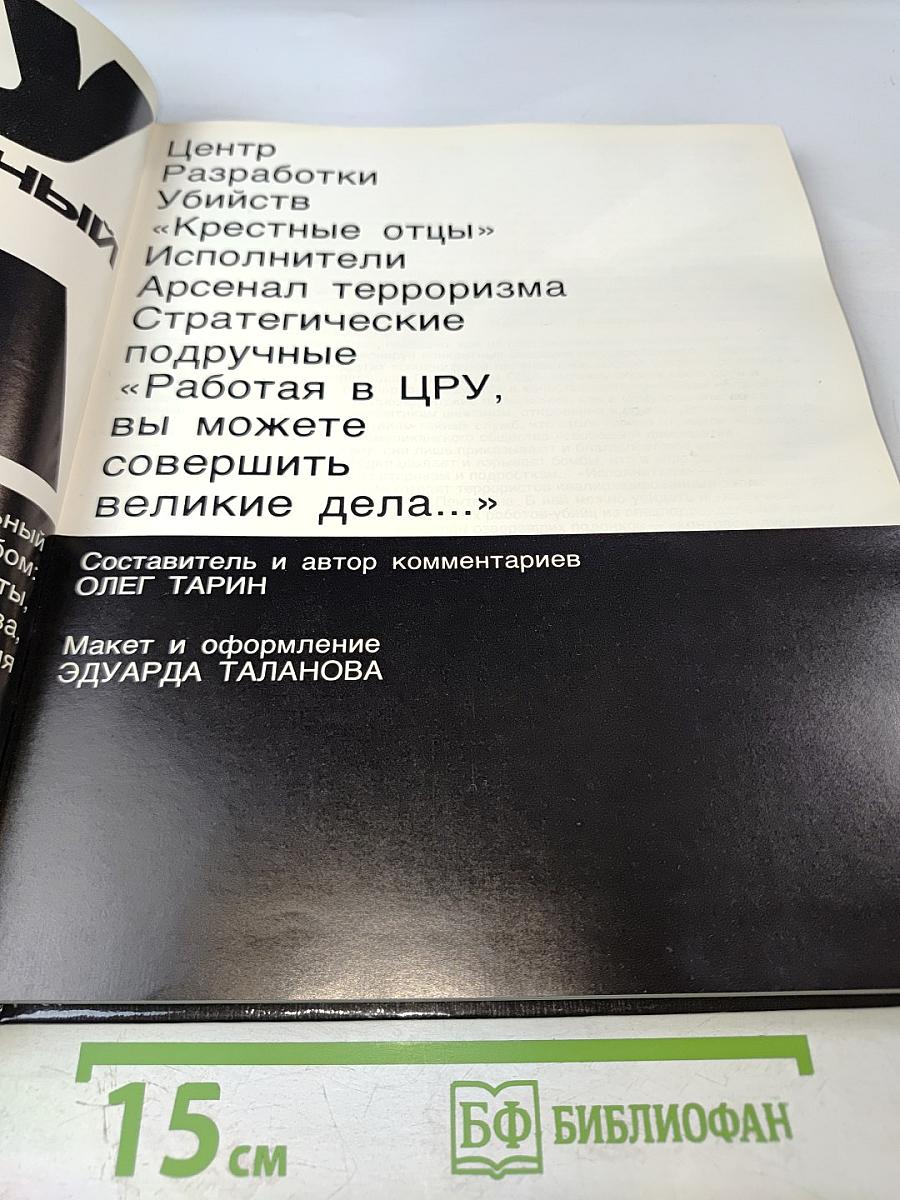 У
ный
Центр
Разработки
Убийств
«Крестные отцы»
Исполнители
Арсенал терроризма
Стратегические
подручные
«Работая в ЦРУ,
вы можете
совершить
великие дела...»
Составитель и автор комментариев
ОЛЕГ ТАРИН
Макет и оформление
ЭДУАРДА ТАЛАНОВА
15 см
БФ БИБЛИОФАН